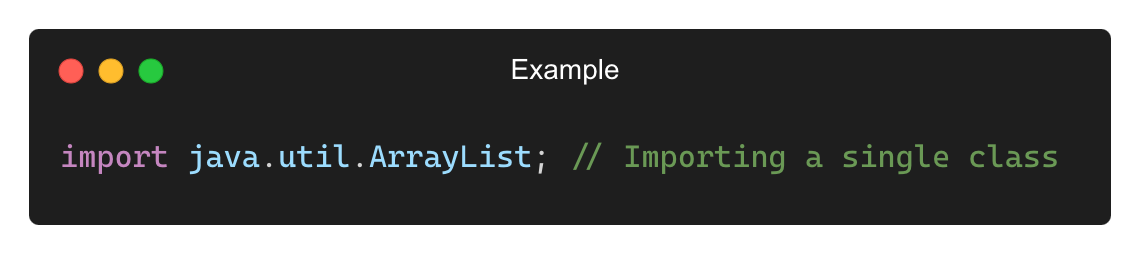 Example
import java.util.ArrayList; // Importing a single class